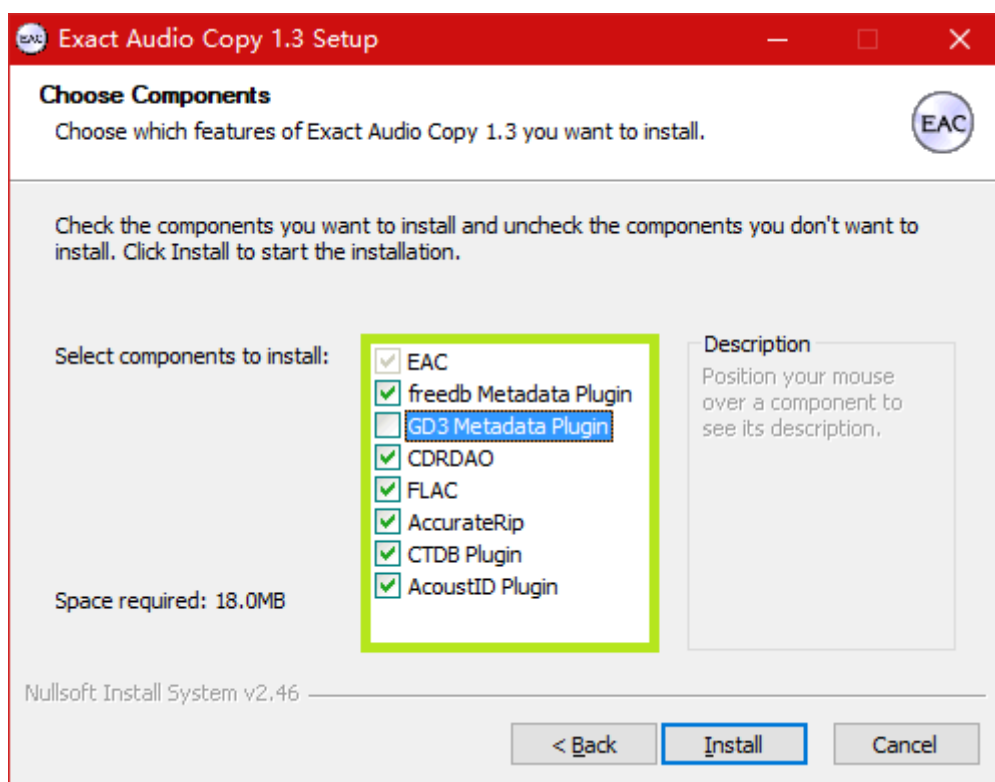 Exact Audio Copy 1.3 Setup
Choose Components
Choose which features of Exact Audio Copy 1.3 you want to install.
EAC
Check the components you want to install and uncheck the components you don't want to
install. Click Install to start the installation.
Select components to install:
EAC
freedb Metadata Plugin
GD3 Metadata Plugin
CDRDAO
FLAC
AccurateRip
CTDB Plugin
AcoustID Plugin
Description
Position your mouse
over a component to
see its description.
Space required: 18.0MB
Nullsoft Install System v2.46
< Back
Install
Cancel